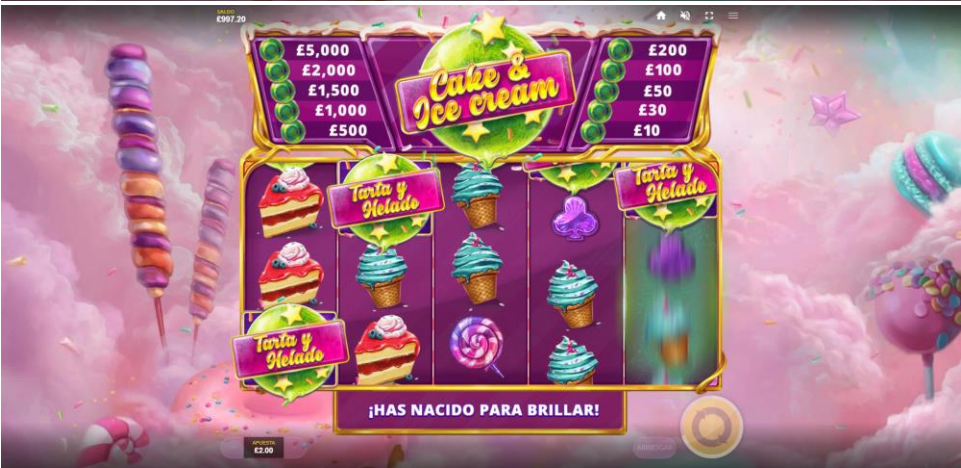 SALDO
£997.20
£5,000
£2,000
£1,500
£1,000
£500
Cake &
Ice cream
£200
£100
£50
£30
£10
Tarta y
Helado
Tarta y
Helado
Tarta y
Helado
¡HAS NACIDO PARA BRILLAR!
APUESTA
£2.00
ARRIESGAR